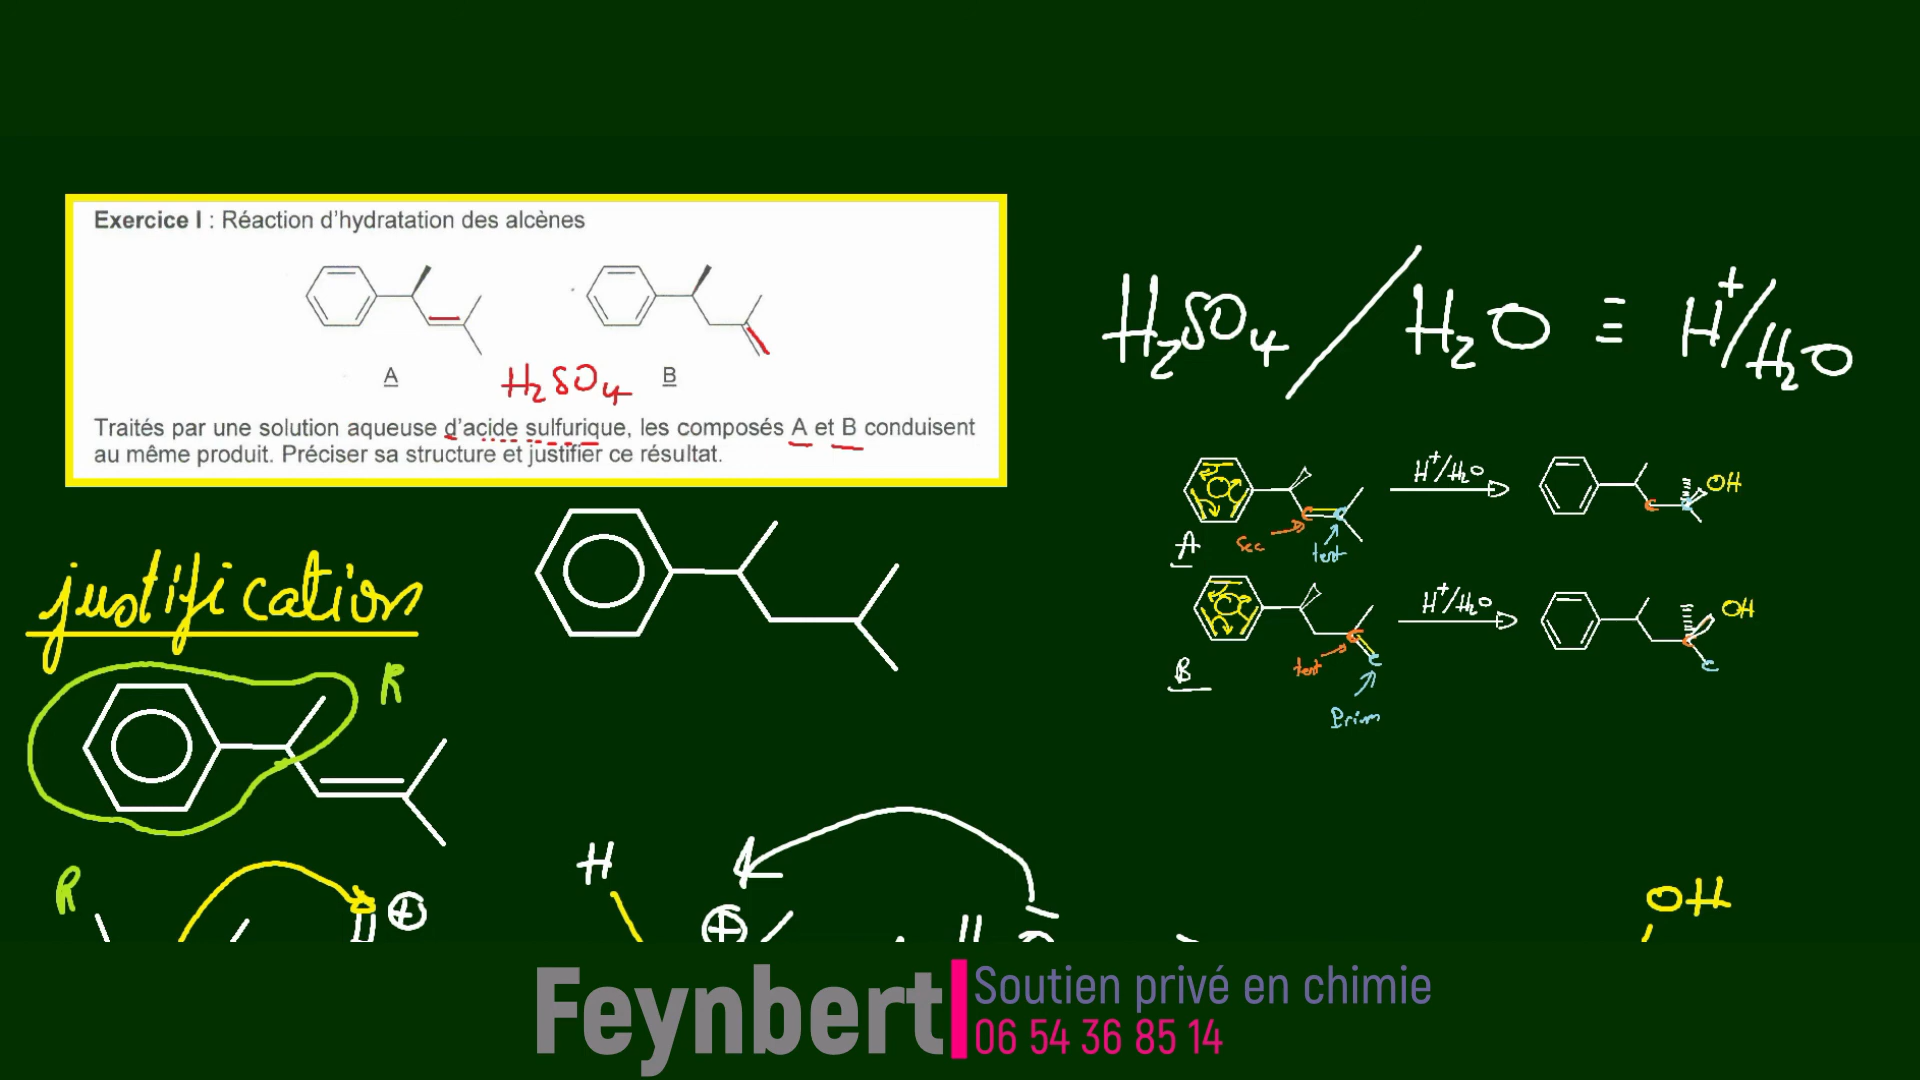 Exercice I : Réaction d'hydratation des alcènes
A
H2SO4
B
Traités par une solution aqueuse d'acide sulfurique, les composés A et B conduisent
au même produit. Préciser sa structure et justifier ce résultat.
H2SO4/H2O ≡ H+/H2O
H+/H2O
C
C
C
C
OH
Sec
tert
A
H+/H2O
C
C
C
C
OH
tert
B
Prim
justification
R
R
⊕
H
⊕
OH
Feynbert
Soutien privé en chimie
06 54 36 85 14